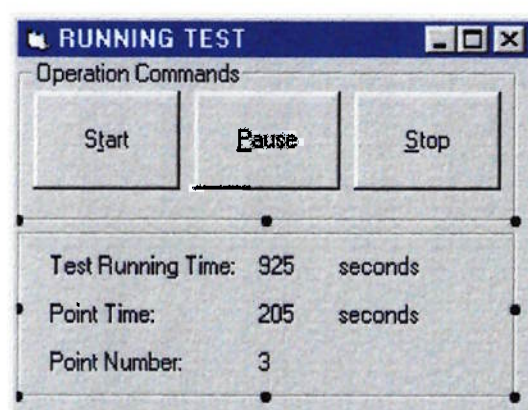 RUNNING TEST
Operation Commands
Start Pause Stop
Test Running Time: 925 seconds
Point Time: 205 seconds
Point Number: 3